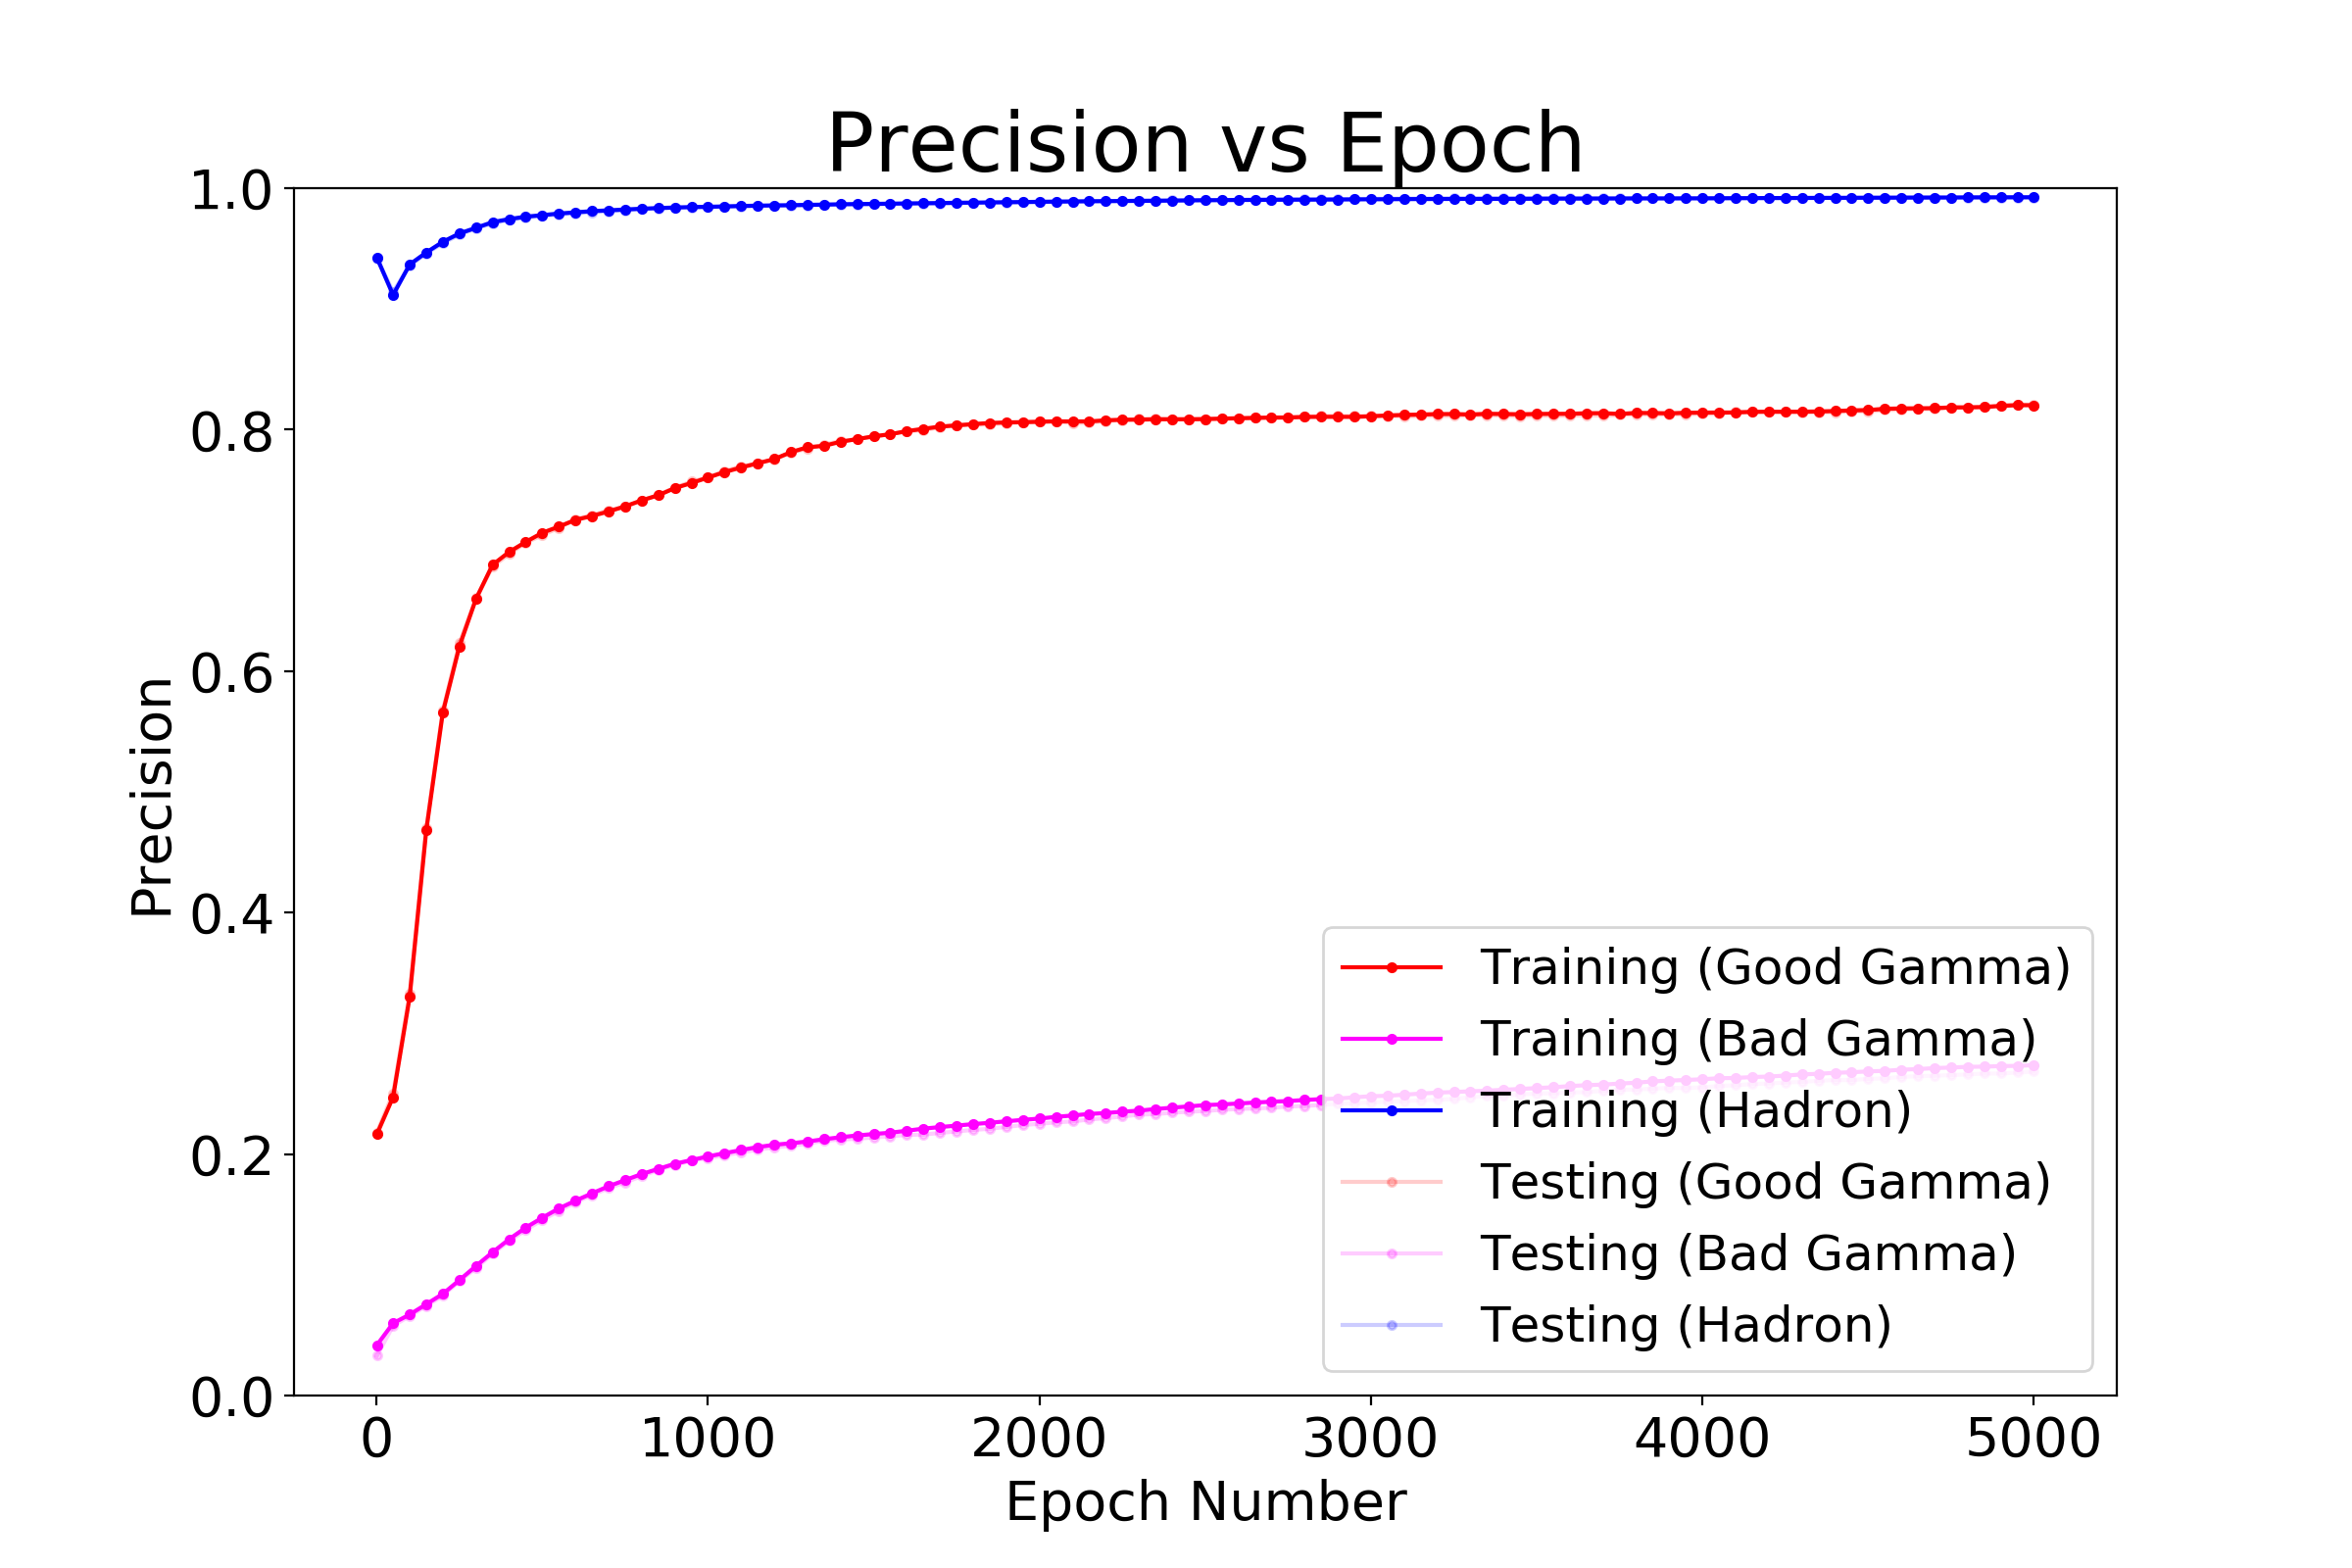 Precision vs Epoch
1.0
0.8
0.6
0.4
0.2
0.0
Precision
Training (Good Gamma)
Training (Bad Gamma)
Training (Hadron)
Testing (Good Gamma)
Testing (Bad Gamma)
Testing (Hadron)
0 1000 2000 3000 4000 5000
Epoch Number